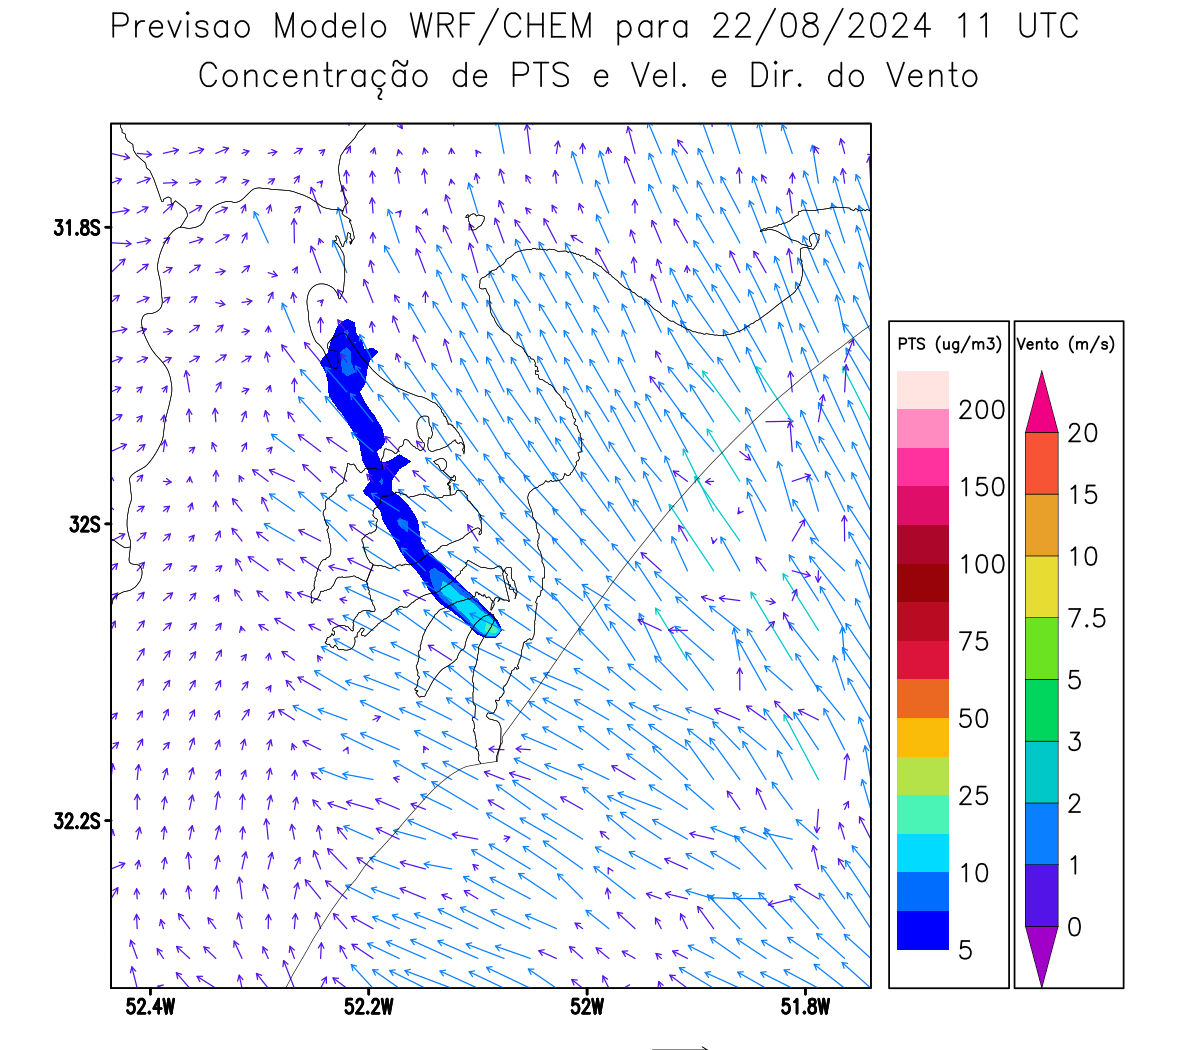 Previsao Modelo WRF/CHEM para 22/08/2024 11 UTC
Concentração de PTS e Vel. e Dir. do Vento
31.8S
32S
32.2S
52.4W
52.2W
52W
51.8W
PTS (ug/m3)
200
150
100
75
50
25
10
5
Vento (m/s)
20
15
10
7.5
5
3
2
1
0